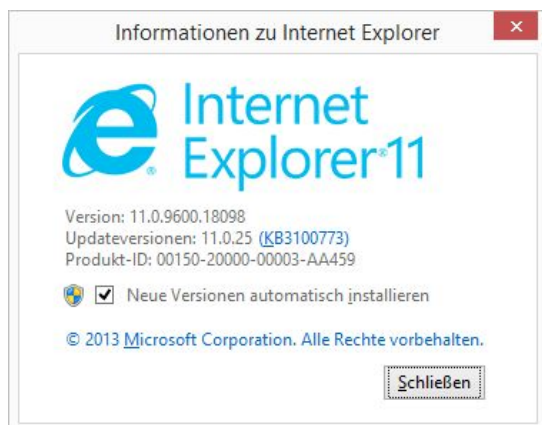 Informationen zu Internet Explorer
Internet
Explorer®11
Version: 11.0.9600.18098
Updateversionen: 11.0.25 (KB3100773)
Produkt-ID: 00150-20000-00003-AA459
Neue Versionen automatisch installieren
© 2013 Microsoft Corporation. Alle Rechte vorbehalten.
Schließen